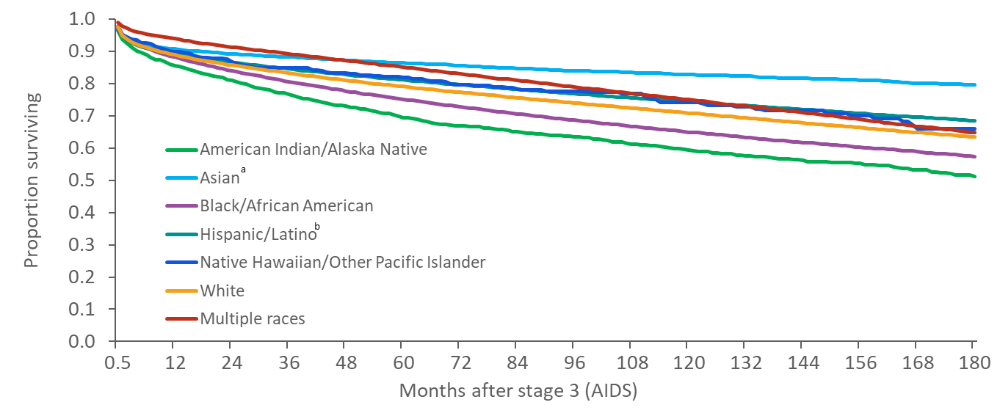 1.0
0.9
0.8
0.7
0.6
0.5
0.4
0.3
0.2
0.1
0.0
Proportion surviving
American Indian/Alaska Native
Asianᵃ
Black/African American
Hispanic/Latinoᵇ
Native Hawaiian/Other Pacific Islander
White
Multiple races
0.5 12 24 36 48 60 72 84 96 108 120 132 144 156 168 180
Months after stage 3 (AIDS)